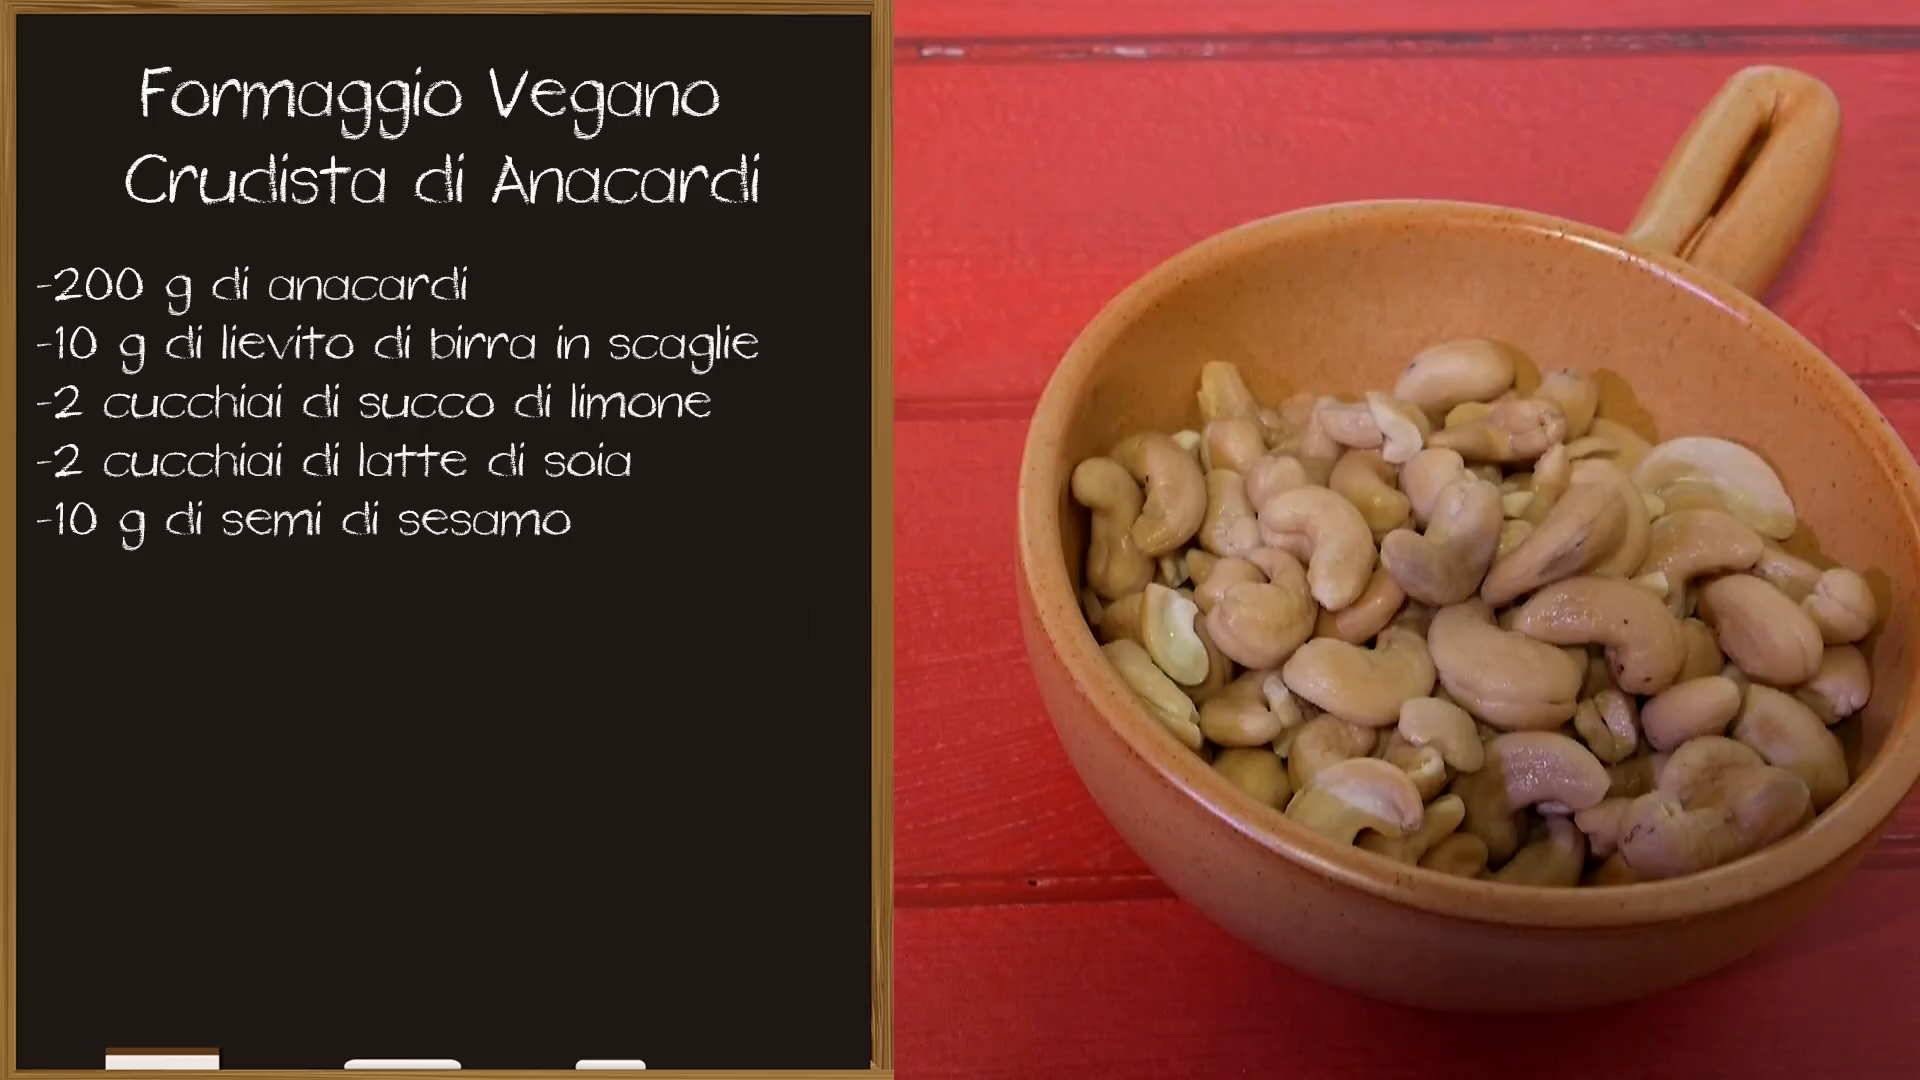 Formaggio Vegano
Crudista di Anacardi
-200 g di anacardi
-10 g di lievito di birra in scaglie
-2 cucchiai di succo di limone
-2 cucchiai di latte di soia
-10 g di semi di sesamo